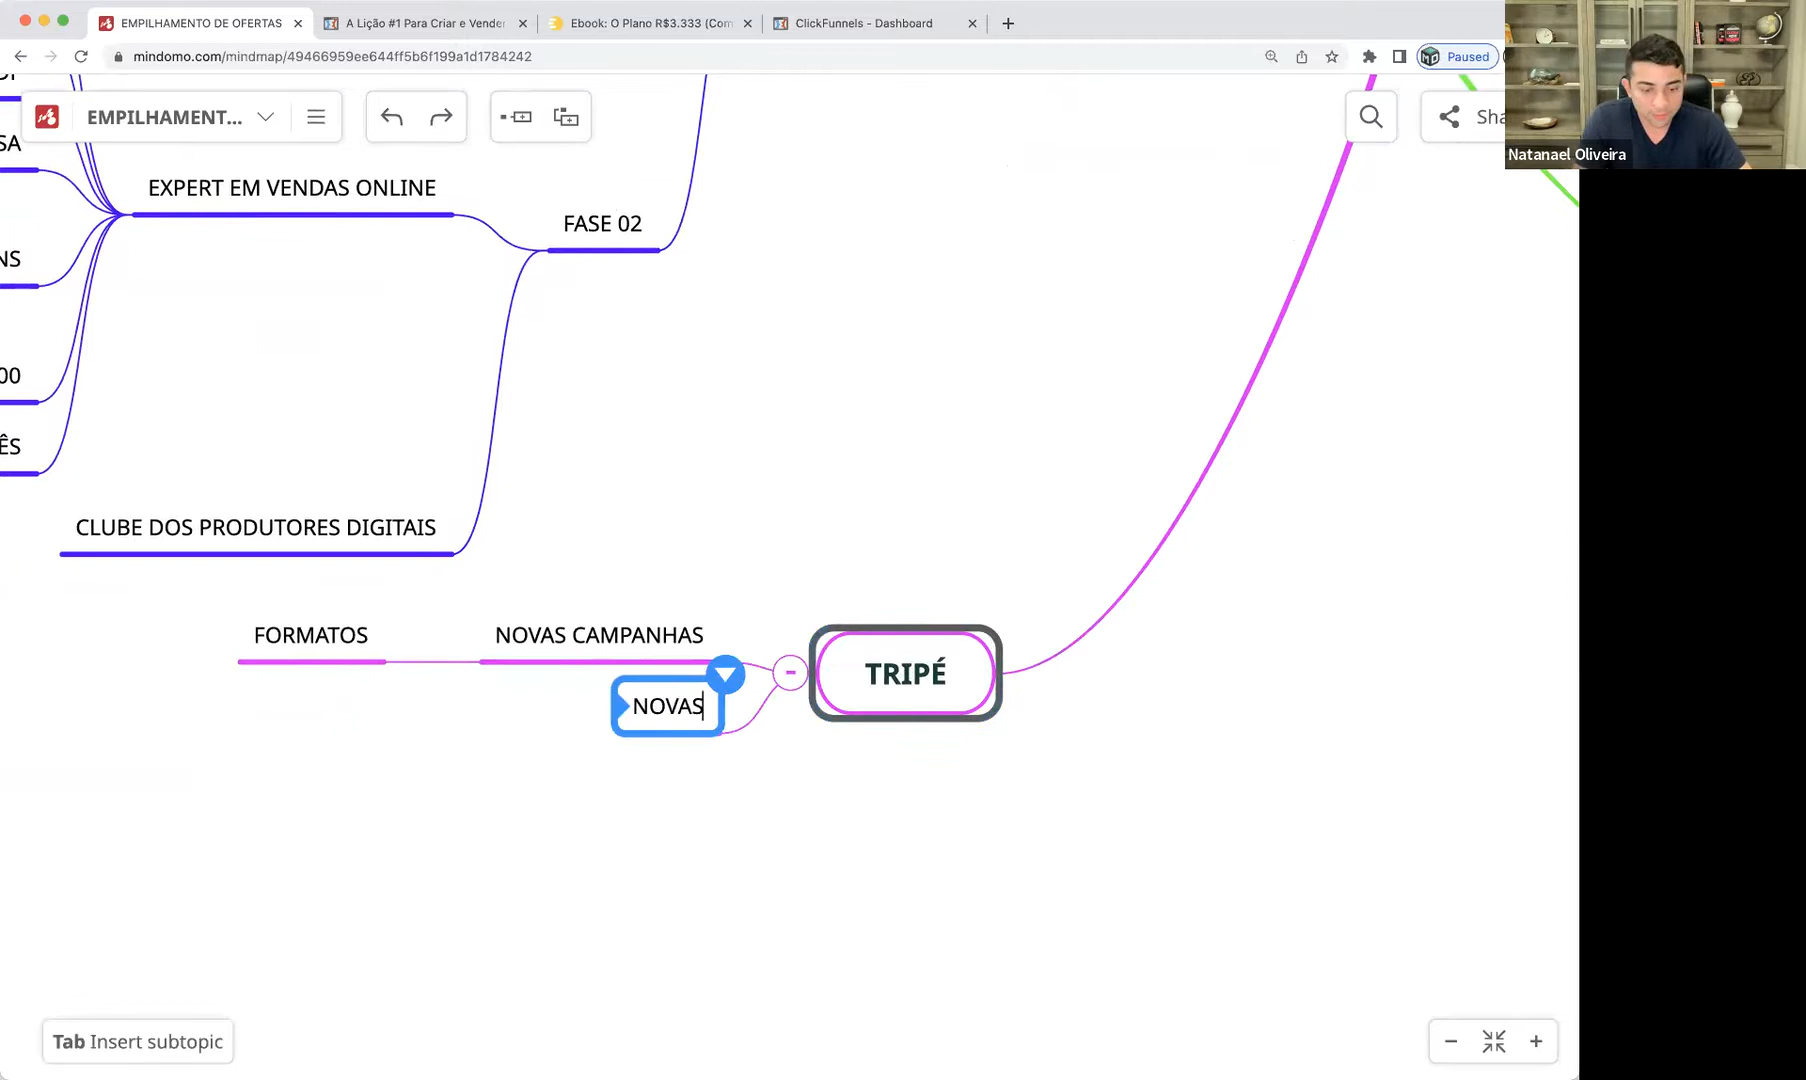 EMPILHAMENTO DE OFERTAS
A Lição #1 Para Criar e Vender
Ebook: O Plano R$3.333 (Com
ClickFunnels - Dashboard
mindomo.com/mindmap/49466959ee644ff5b6f199a1d1784242
Paused
EMPILHAMENT...
Sha
Natanael Oliveira
SA
EXPERT EM VENDAS ONLINE
FASE 02
NS
00
ÊS
CLUBE DOS PRODUTORES DIGITAIS
FORMATOS
NOVAS CAMPANHAS
TRIPÉ
NOVAS
Tab Insert subtopic